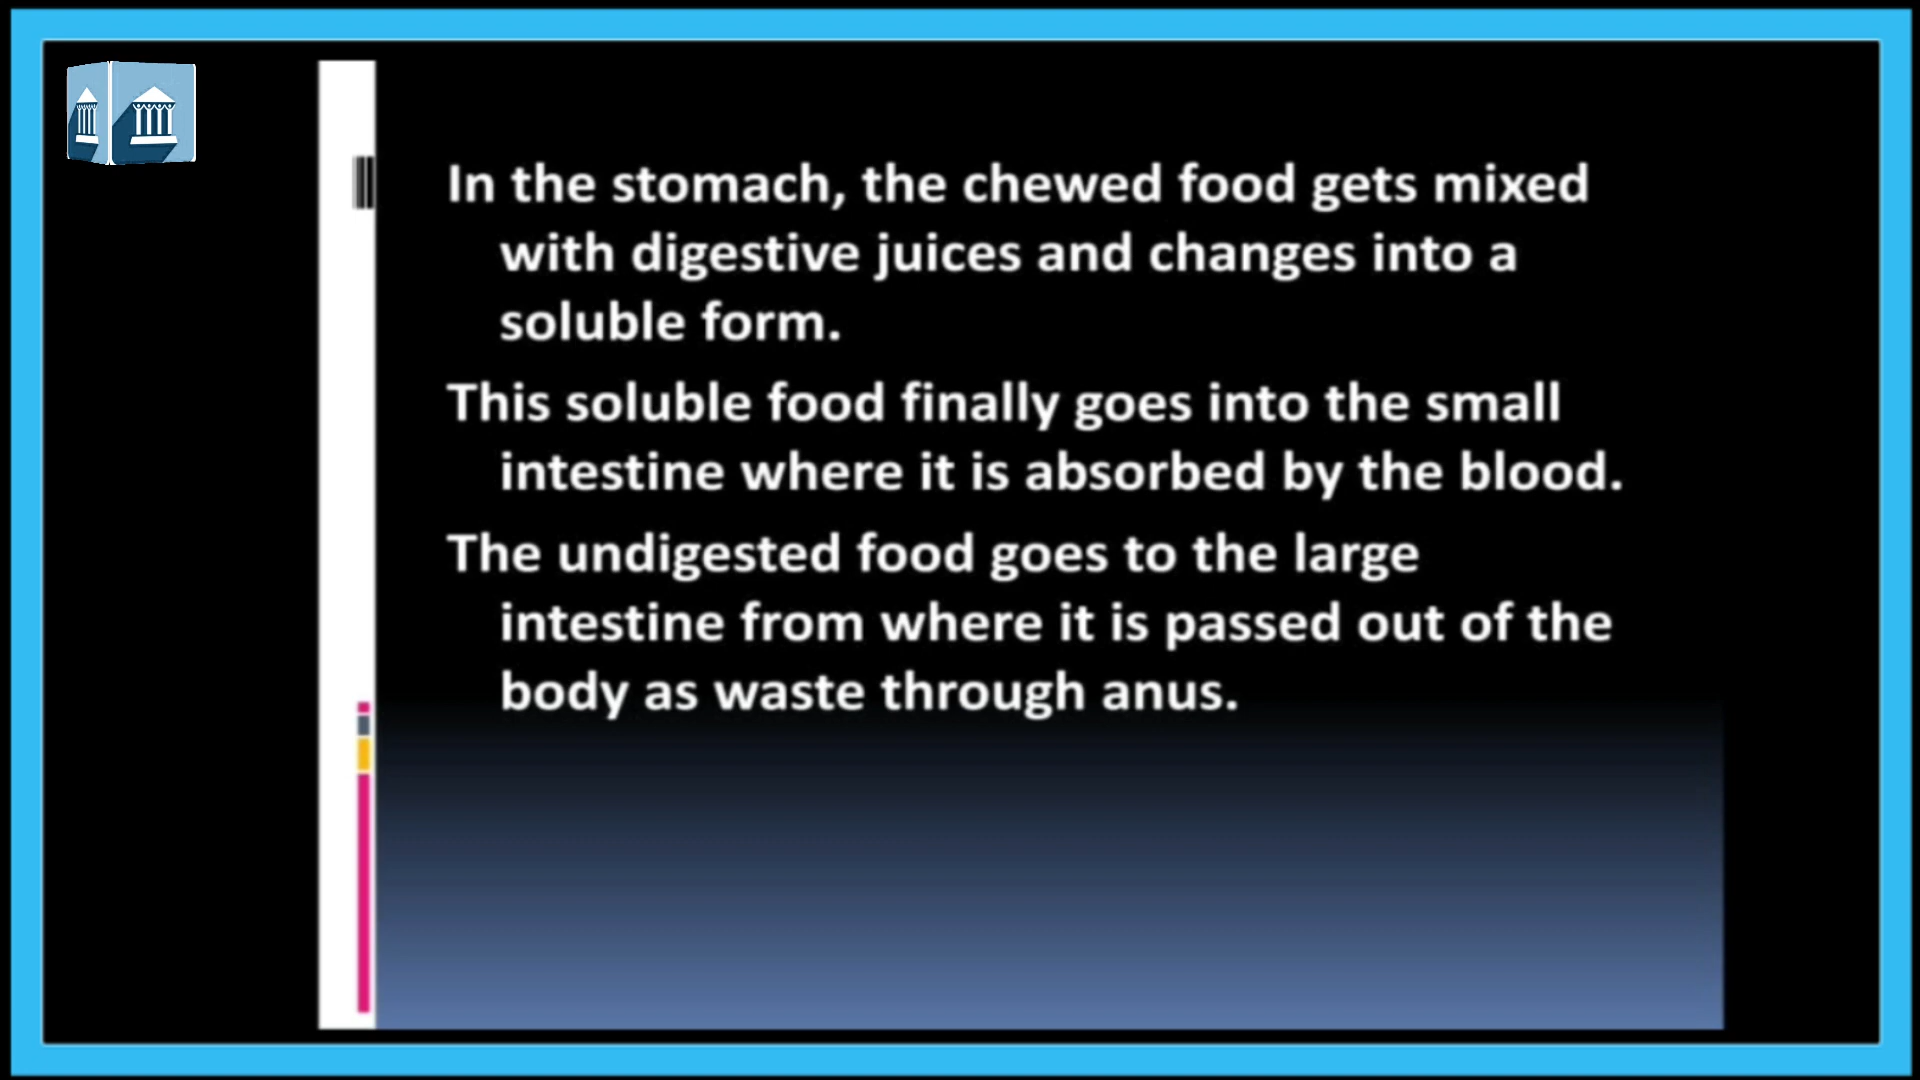 In the stomach, the chewed food gets mixed
with digestive juices and changes into a
soluble form.
This soluble food finally goes into the small
intestine where it is absorbed by the blood.
The undigested food goes to the large
intestine from where it is passed out of the
body as waste through anus.